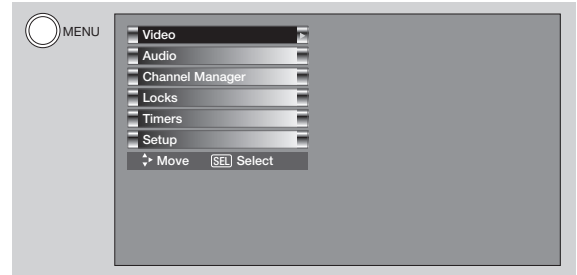 MENU
Video
Audio
Channel Manager
Locks
Timers
Setup
Move SEL Select